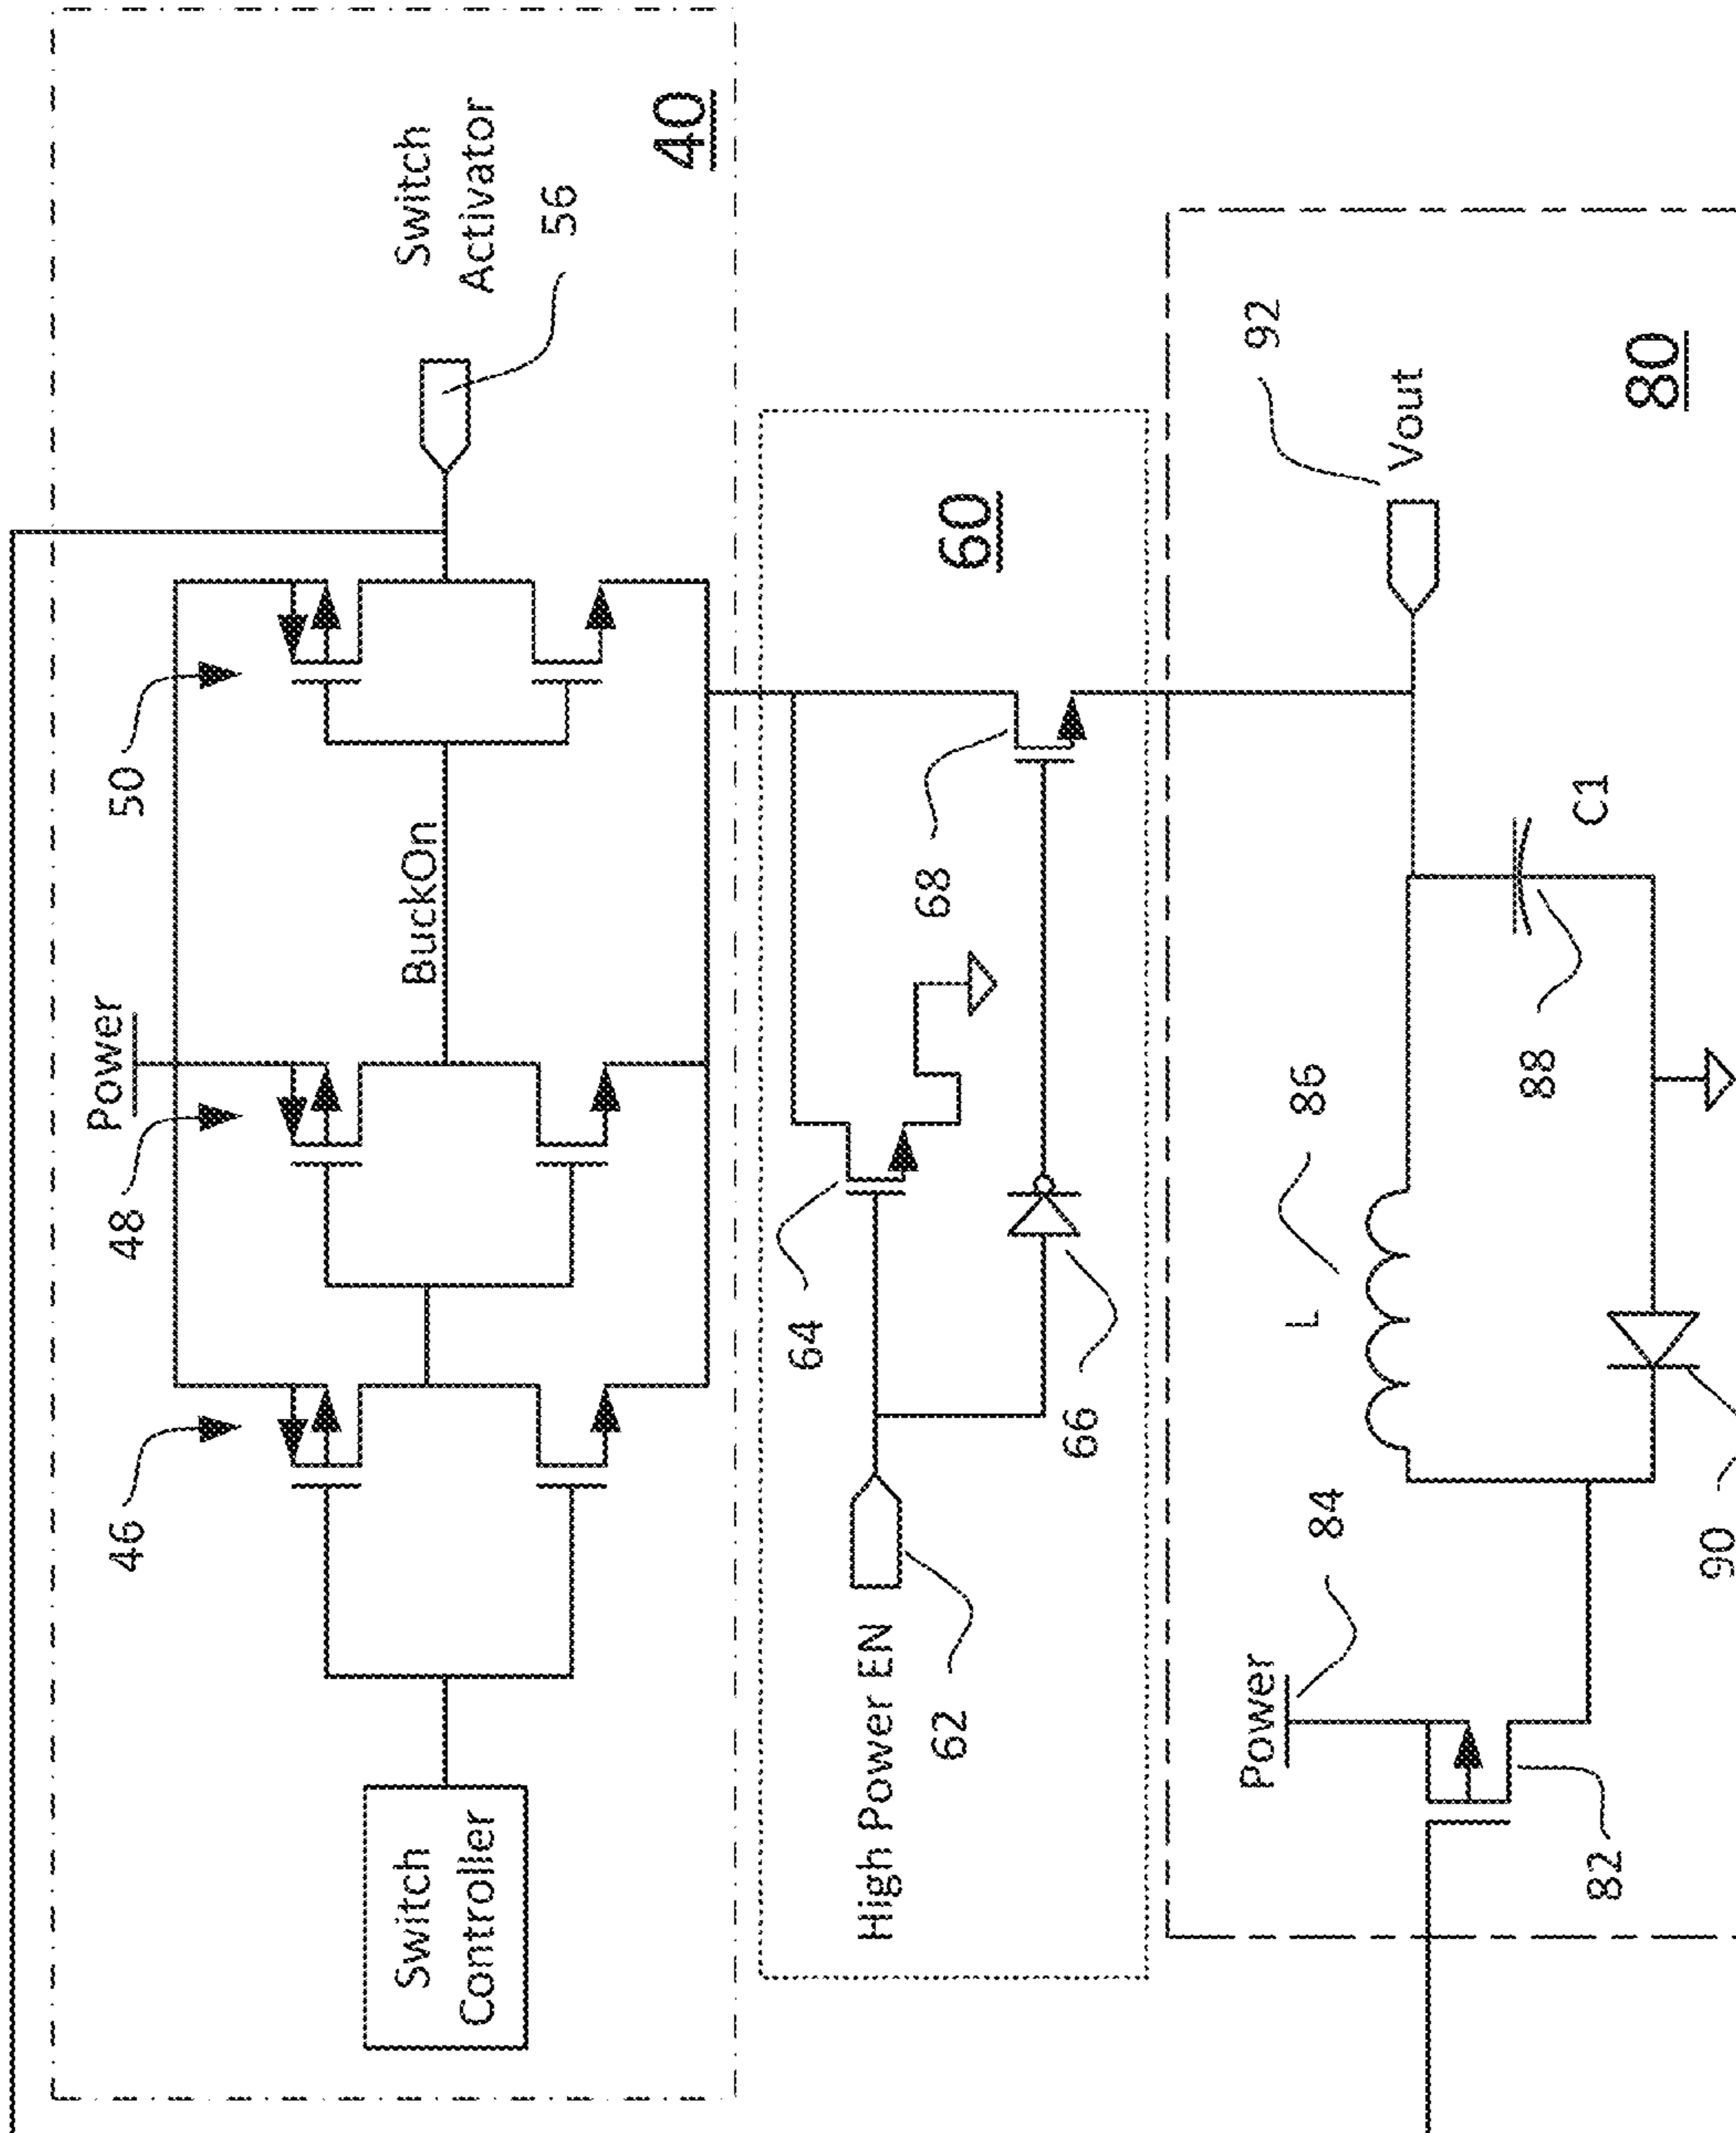 Switch
Controller
46
48
Power
BuckOn
50
Switch
Activator
56
40
High Power EN
62
64
66
68
60
Power
84
82
L
86
90
88
C1
92
Vout
80